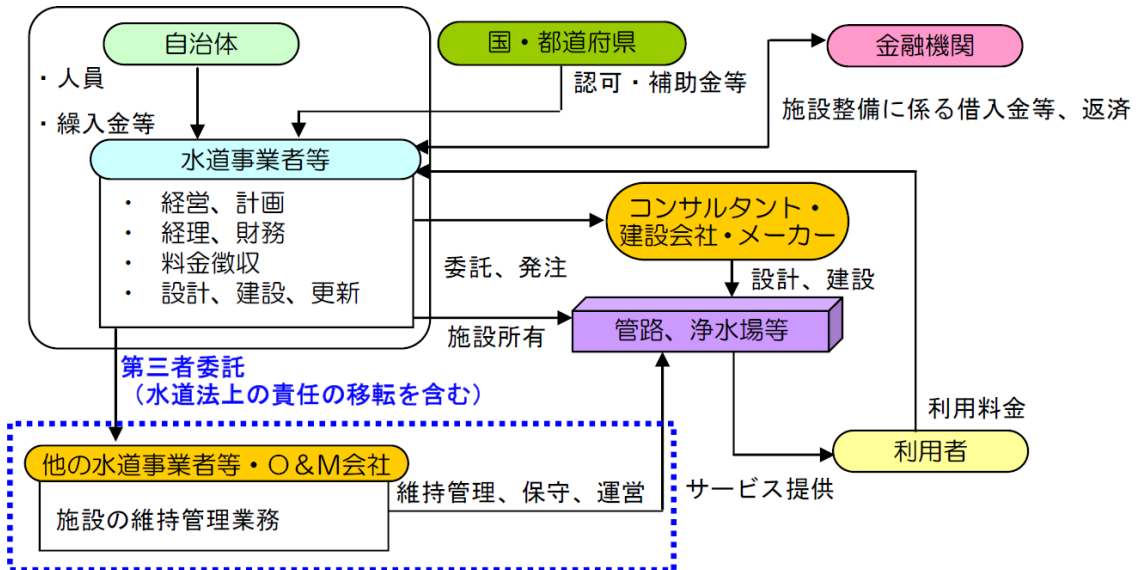 自治体
国・都道府県
金融機関
・人員
・繰入金等
認可・補助金等
施設整備に係る借入金等、返済
水道事業者等
・ 経営、計画
・ 経理、財務
・ 料金徴収
・ 設計、建設、更新
コンサルタント・
建設会社・メーカー
委託、発注
設計、建設
施設所有
管路、浄水場等
第三者委託
（水道法上の責任の移転を含む）
利用料金
他の水道事業者等・O&M会社
利用者
施設の維持管理業務
維持管理、保守、運営
サービス提供